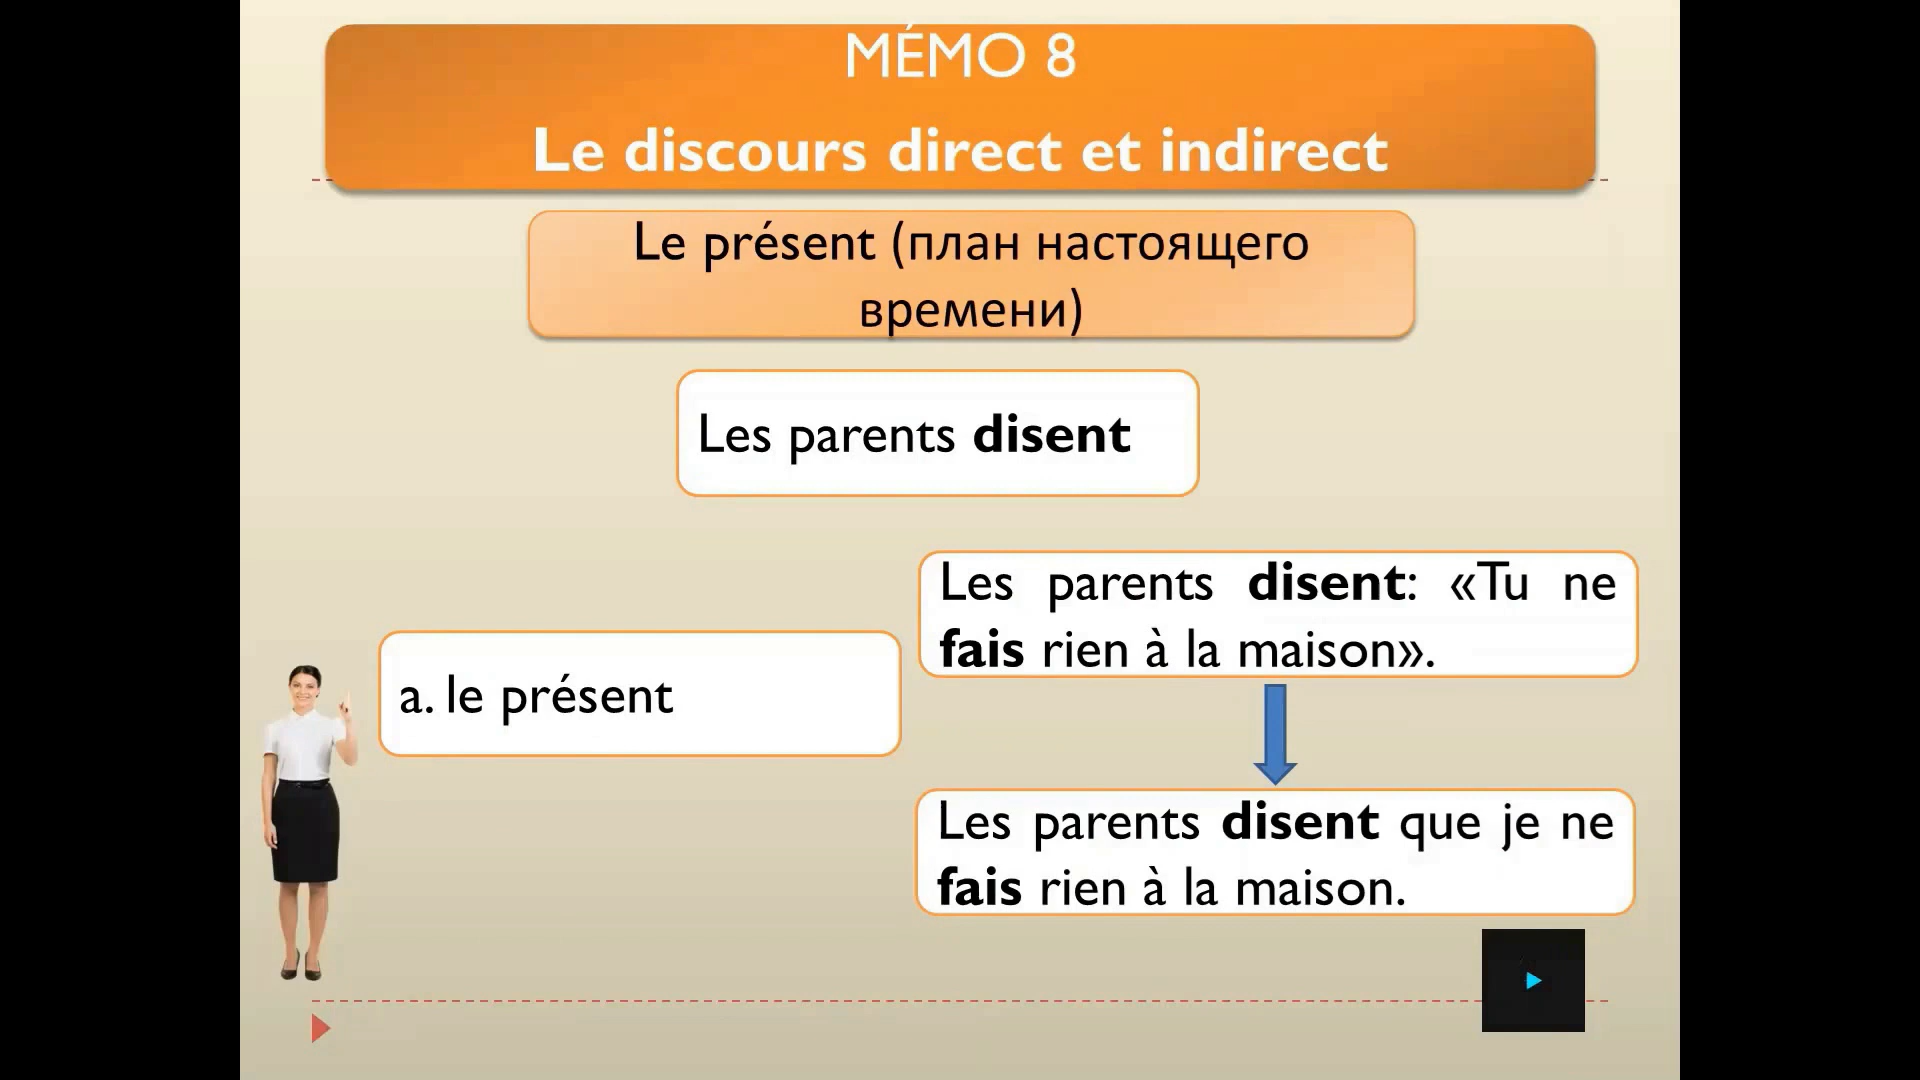 MÉMO 8
Le discours direct et indirect
Le présent (план настоящего
времени)
Les parents disent
Les parents disent: «Tu ne
fais rien à la maison».
a. le présent
Les parents disent que je ne
fais rien à la maison.